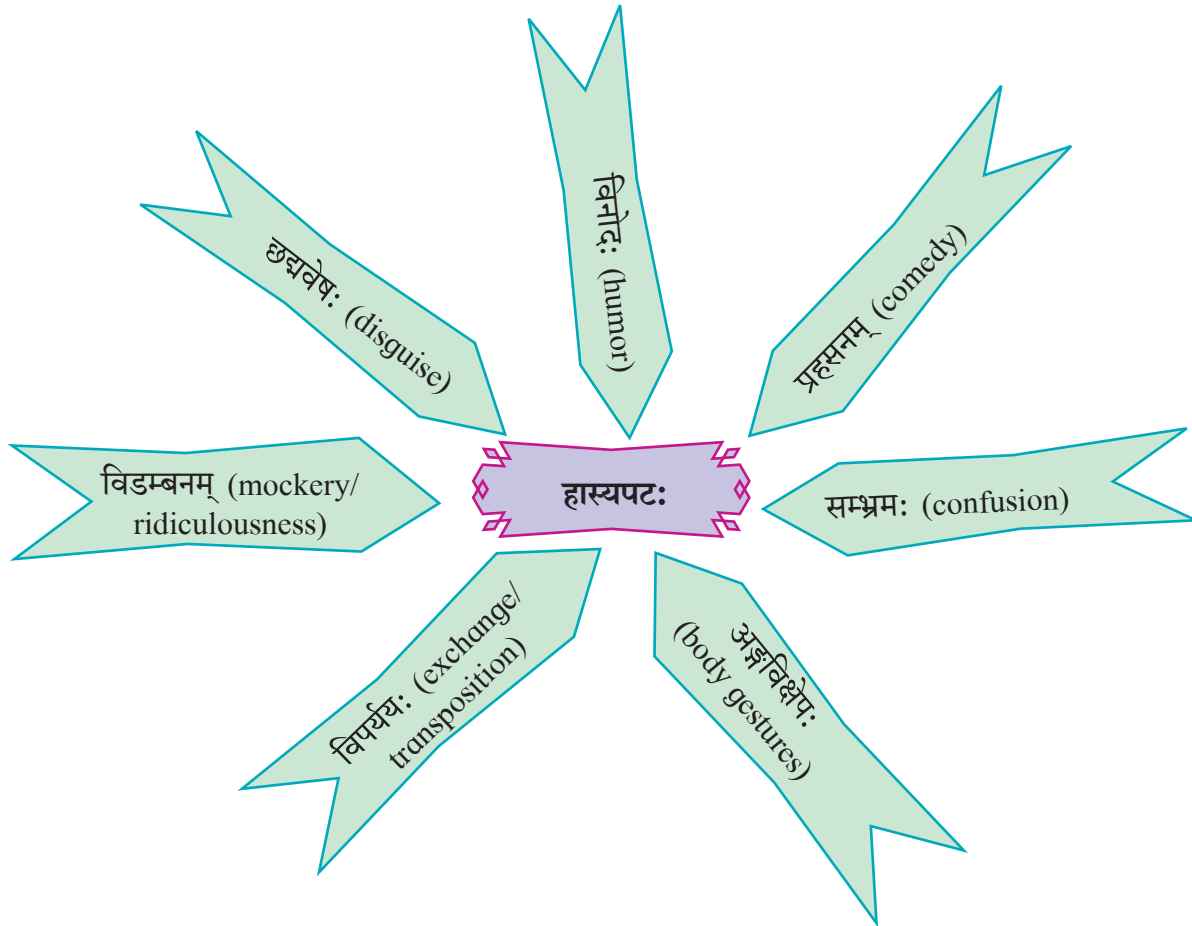 विनोदः (humor)
प्रहसनम् (comedy)
छद्मवेषः (disguise)
विडम्बनम् (mockery/
ridiculousness)
हास्यपटः
सम्भ्रमः (confusion)
विपर्ययः (exchange/
transposition)
अङ्गविक्षेपः
(body gestures)